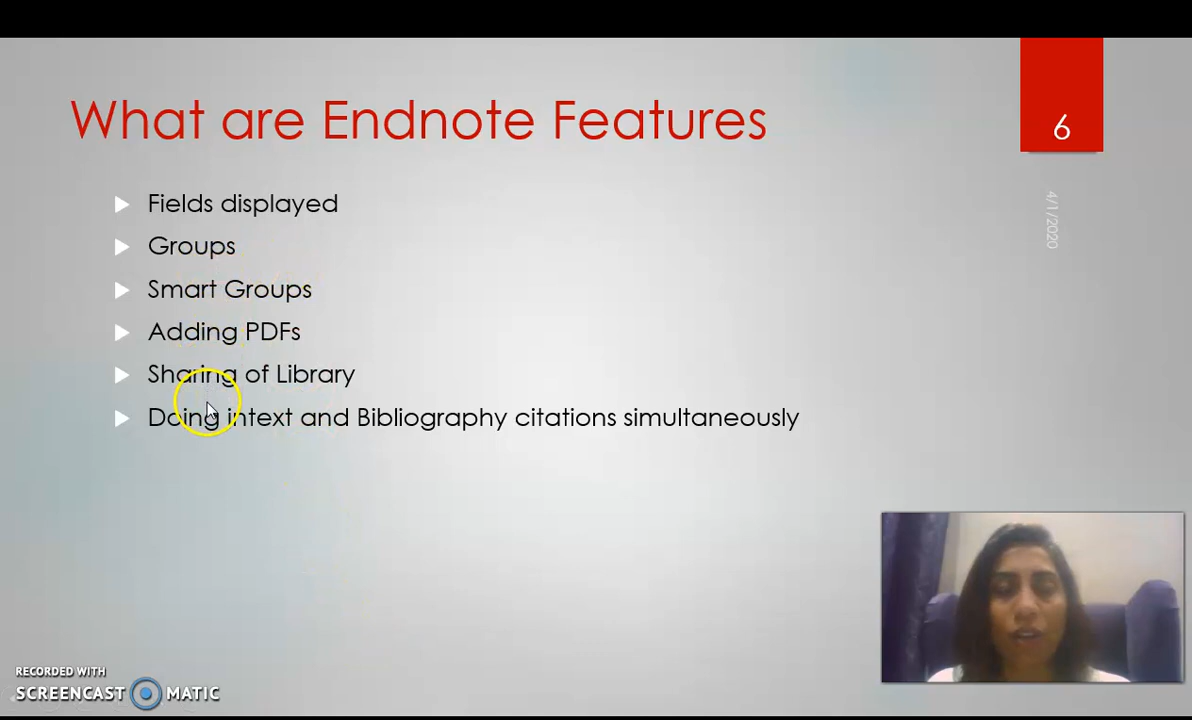 What are Endnote Features
6
4/1/2020
Fields displayed
Groups
Smart Groups
Adding PDFs
Sharing of Library
Doing intext and Bibliography citations simultaneously
RECORDED WITH
SCREENCAST MATIC